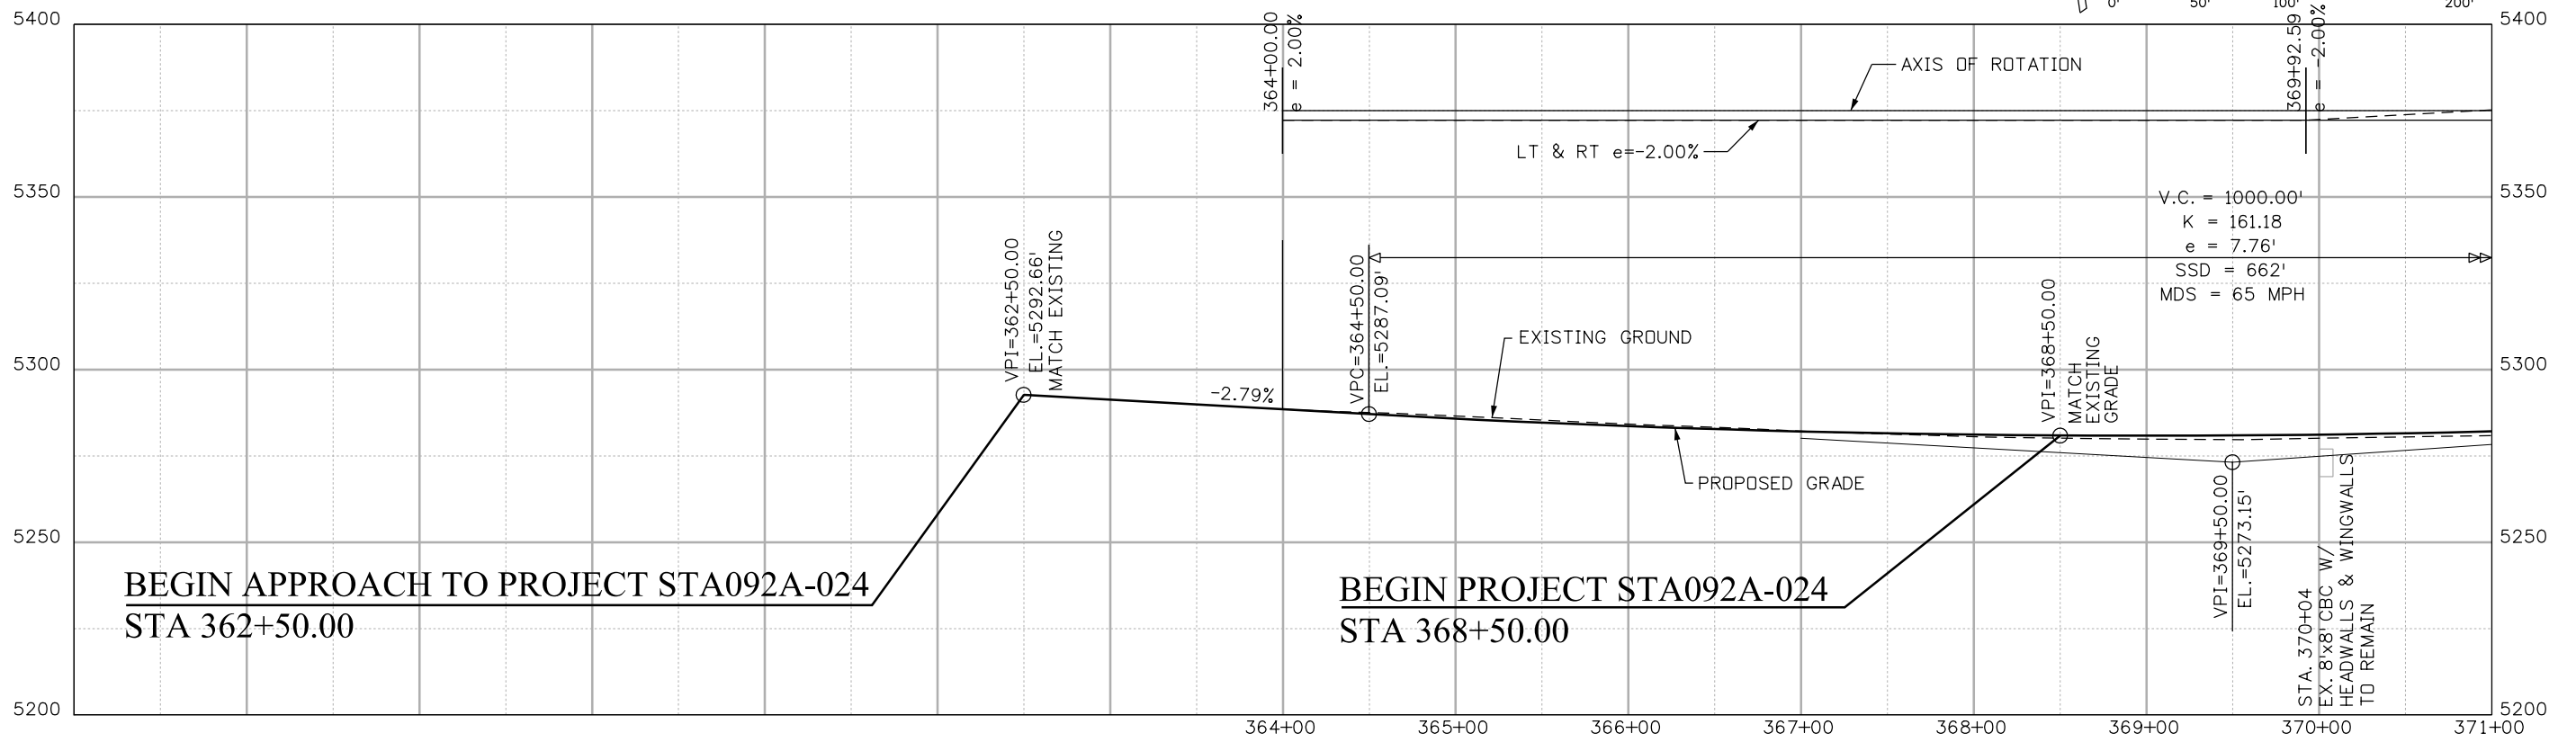 0' 50' 100' 200'
5400
5350
5300
5250
5200
5400
5350
5300
5250
5200
364+00.00
e = 2.00%
AXIS OF ROTATION
LT & RT e=-2.00%
369+92.59
e = -2.00%
V.C. = 1000.00'
K = 161.18
e = 7.76'
SSD = 662'
MDS = 65 MPH
VPI=362+50.00
EL.=5292.66'
MATCH EXISTING
-2.79%
VPC=364+50.00
EL.=5287.09'
EXISTING GROUND
PROPOSED GRADE
VPI=368+50.00
MATCH
EXISTING
GRADE
VPI=369+50.00
EL.=5273.15'
STA. 370+04
EX. 8'x8' CBC W/
HEADWALLS & WINGWALLS
TO REMAIN
BEGIN APPROACH TO PROJECT STA092A-024
STA 362+50.00
BEGIN PROJECT STA092A-024
STA 368+50.00
364+00 365+00 366+00 367+00 368+00 369+00 370+00 371+00